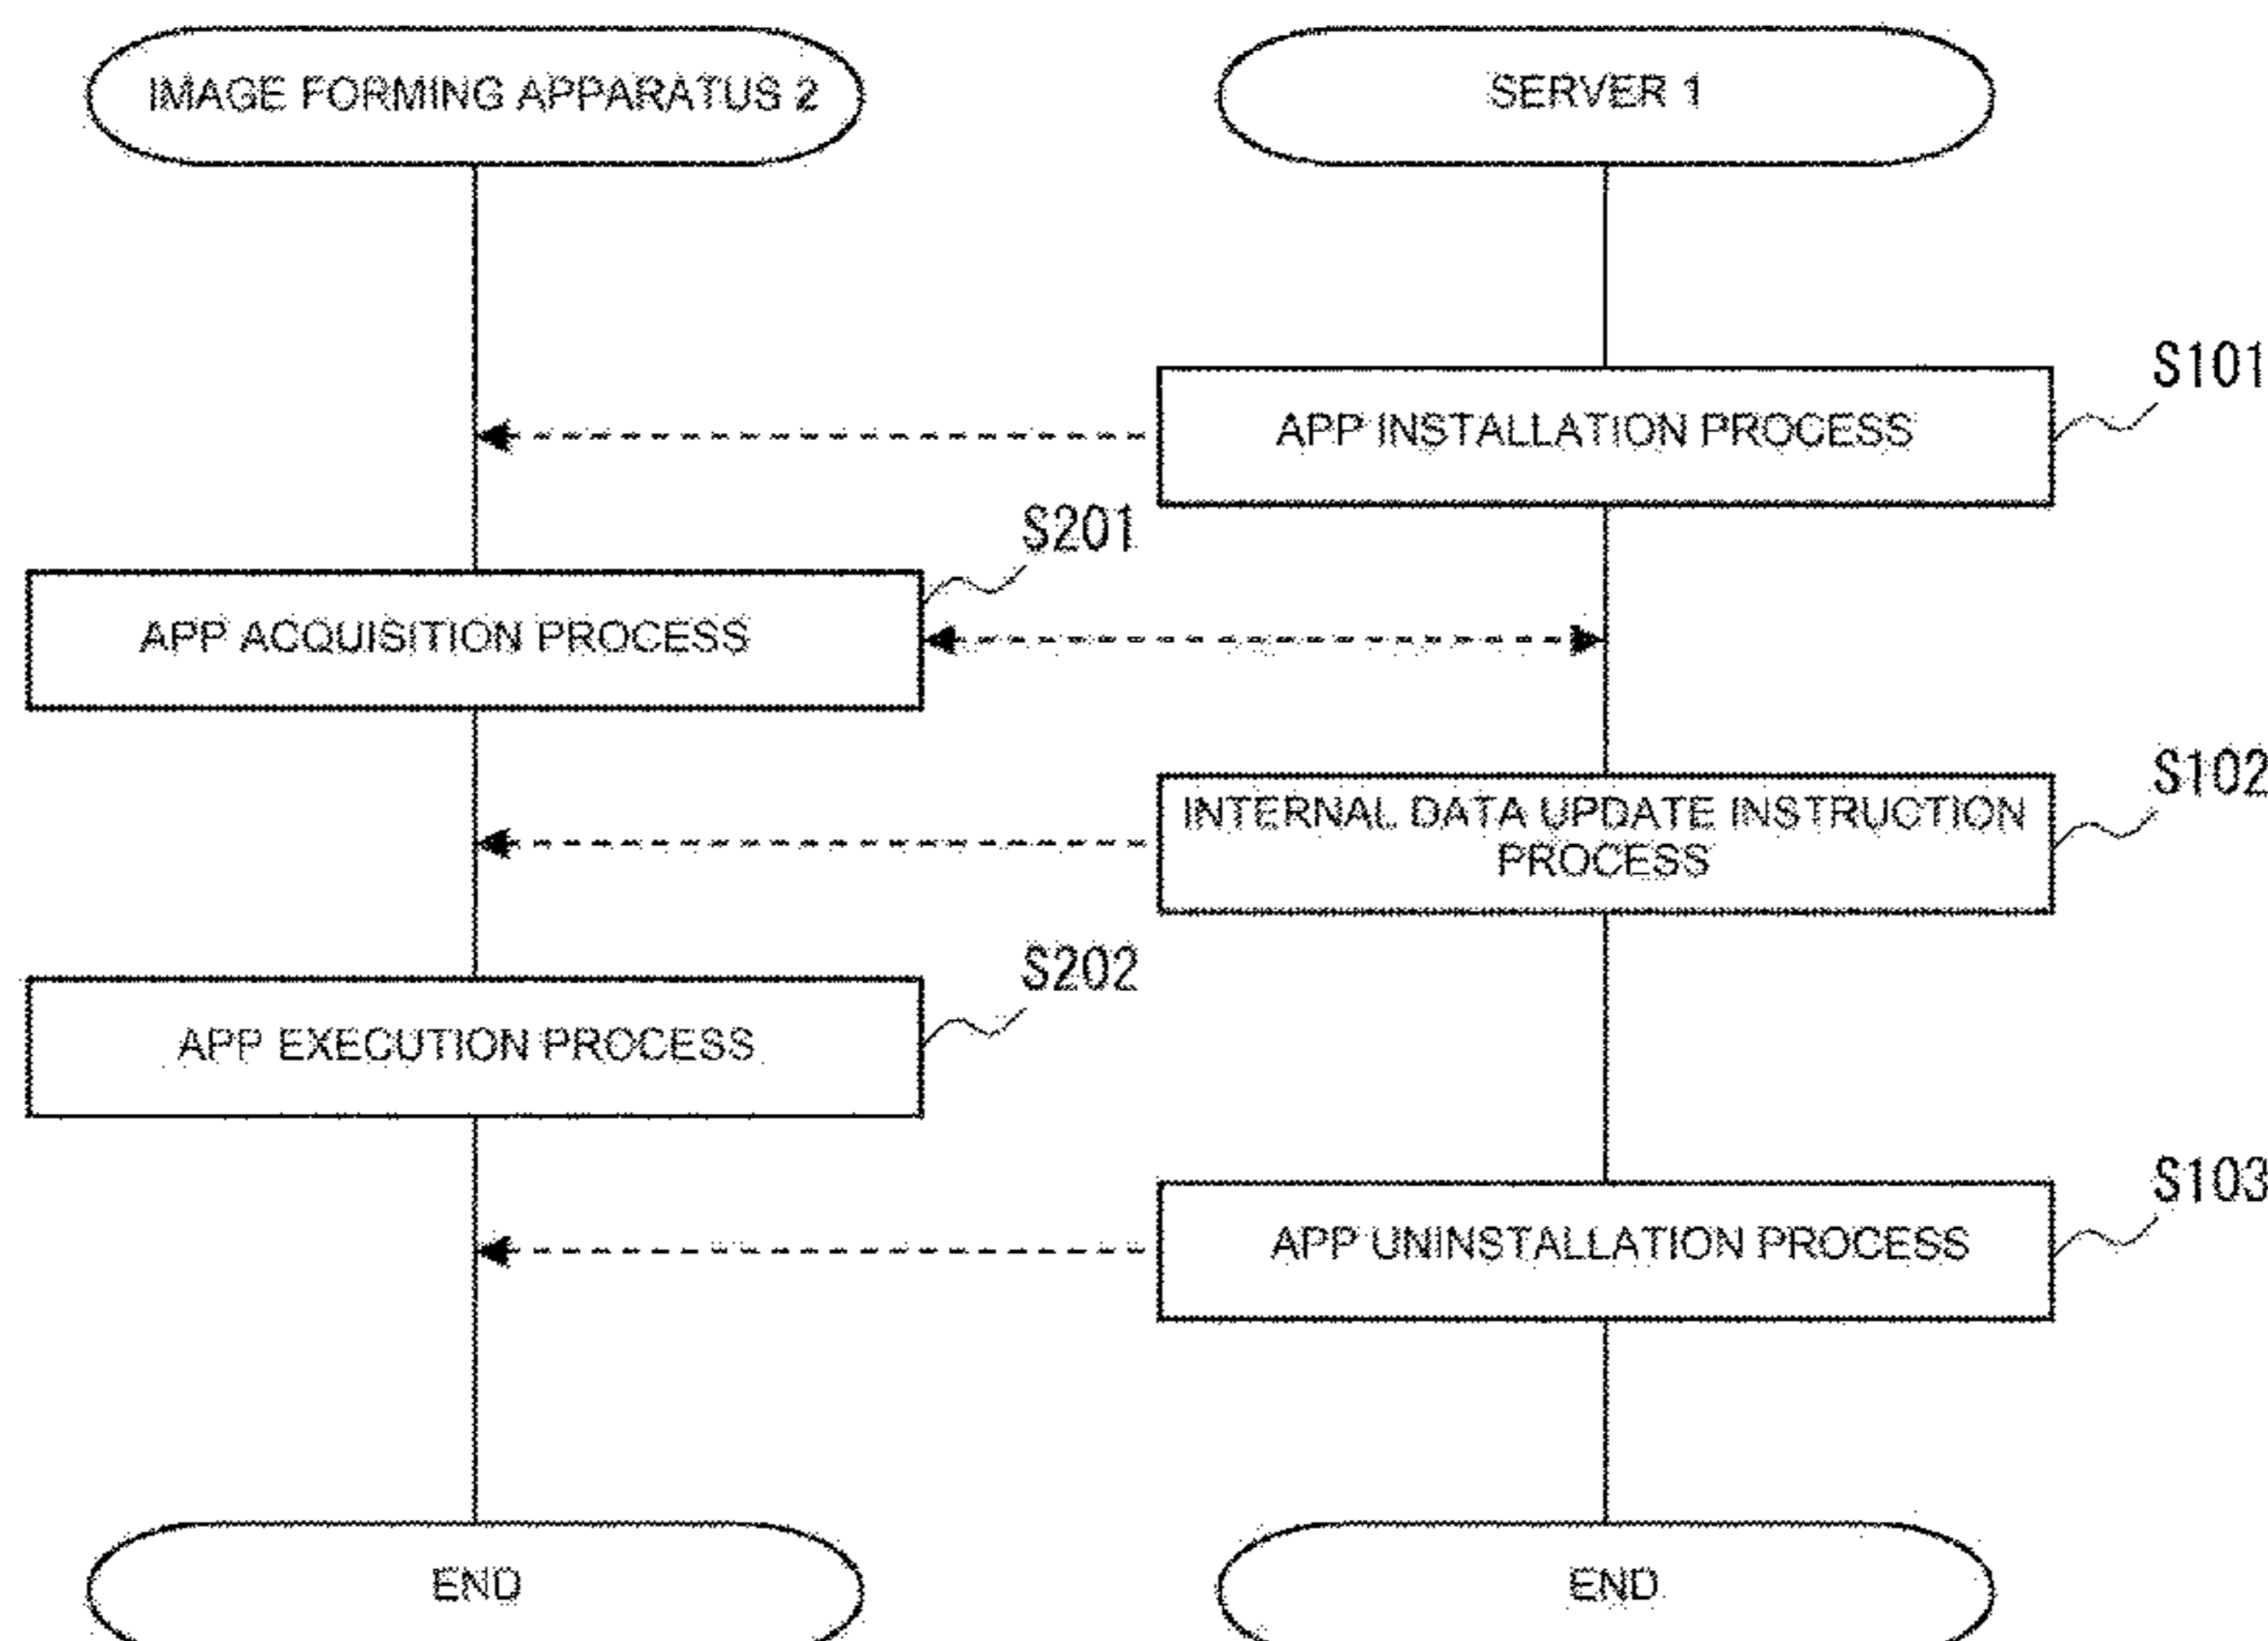 IMAGE FORMING APPARATUS 2
SERVER 1
S101
APP INSTALLATION PROCESS
S201
APP ACQUISITION PROCESS
S102
INTERNAL DATA UPDATE INSTRUCTION
PROCESS
S202
APP EXECUTION PROCESS
S103
APP UNINSTALLATION PROCESS
END
END